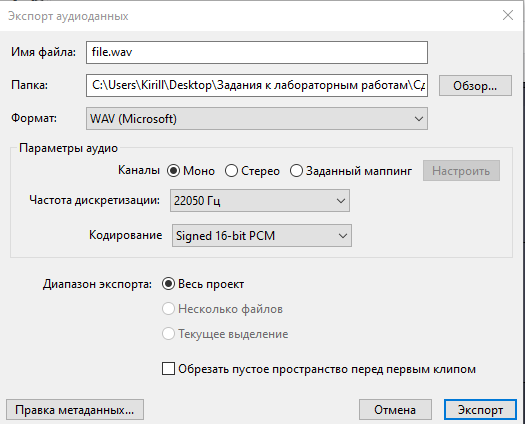 Экспорт аудиоданных
Имя файла: file.wav
Папка: C:\Users\Kirill\Desktop\Задания к лабораторным работам\Сд Обзор...
Формат: WAV (Microsoft)
Параметры аудио
Каналы Моно Стерео Заданный маппинг Настроить
Частота дискретизации: 22050 Гц
Кодирование Signed 16-bit PCM
Диапазон экспорта: Весь проект
Несколько файлов
Текущее выделение
Обрезать пустое пространство перед первым клипом
Правка метаданных... Отмена Экспорт